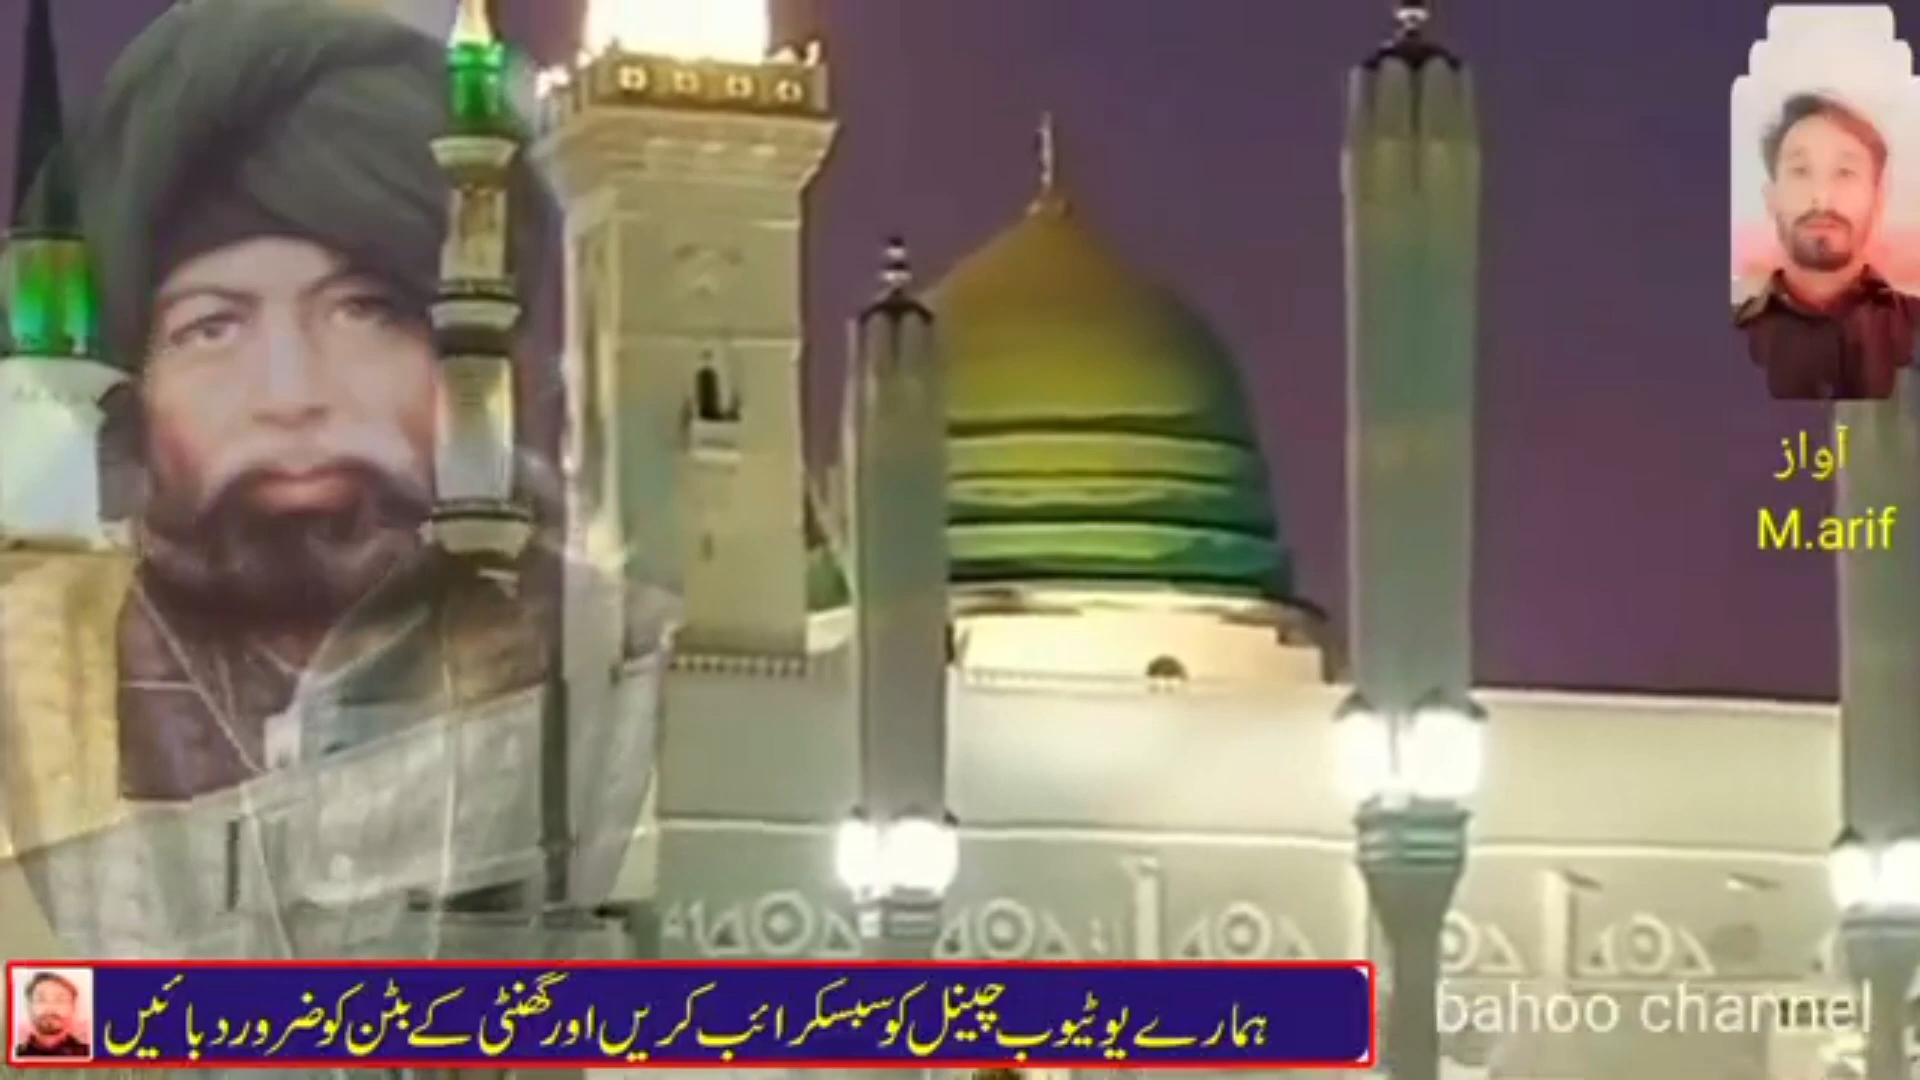 آواز
M.arif
ہمارے یوٹیوب چینل کو سبسکرائب کریں اور گھنٹی کے بٹن کو ضرور دبائیں
bahoo channel